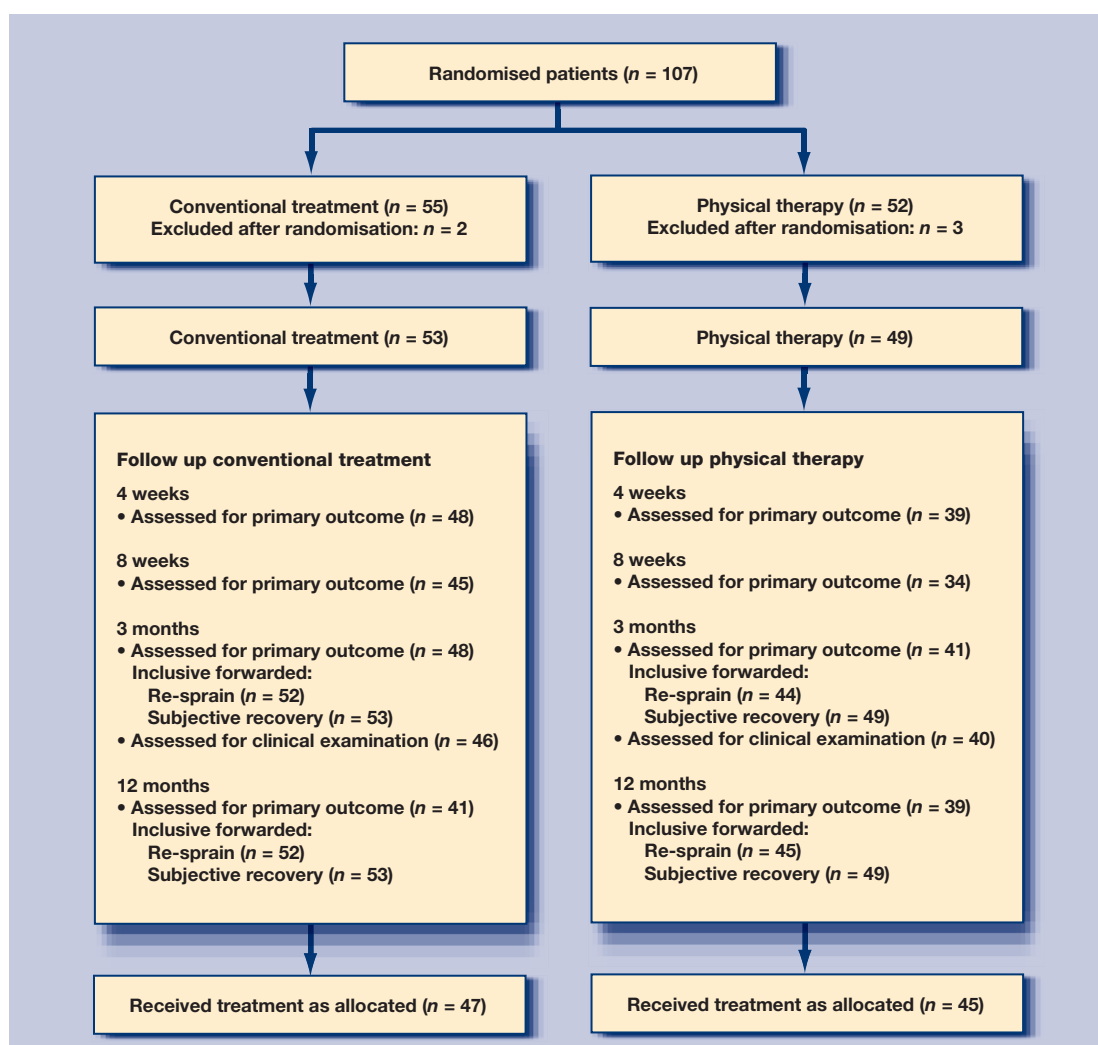 Randomised patients (n = 107)
Conventional treatment (n = 55)
Excluded after randomisation: n = 2
Physical therapy (n = 52)
Excluded after randomisation: n = 3
Conventional treatment (n = 53)
Physical therapy (n = 49)
Follow up conventional treatment
4 weeks
• Assessed for primary outcome (n = 48)
8 weeks
• Assessed for primary outcome (n = 45)
3 months
• Assessed for primary outcome (n = 48)
Inclusive forwarded:
Re-sprain (n = 52)
Subjective recovery (n = 53)
• Assessed for clinical examination (n = 46)
12 months
• Assessed for primary outcome (n = 41)
Inclusive forwarded:
Re-sprain (n = 52)
Subjective recovery (n = 53)
Follow up physical therapy
4 weeks
• Assessed for primary outcome (n = 39)
8 weeks
• Assessed for primary outcome (n = 34)
3 months
• Assessed for primary outcome (n = 41)
Inclusive forwarded:
Re-sprain (n = 44)
Subjective recovery (n = 49)
• Assessed for clinical examination (n = 40)
12 months
• Assessed for primary outcome (n = 39)
Inclusive forwarded:
Re-sprain (n = 45)
Subjective recovery (n = 49)
Received treatment as allocated (n = 47)
Received treatment as allocated (n = 45)